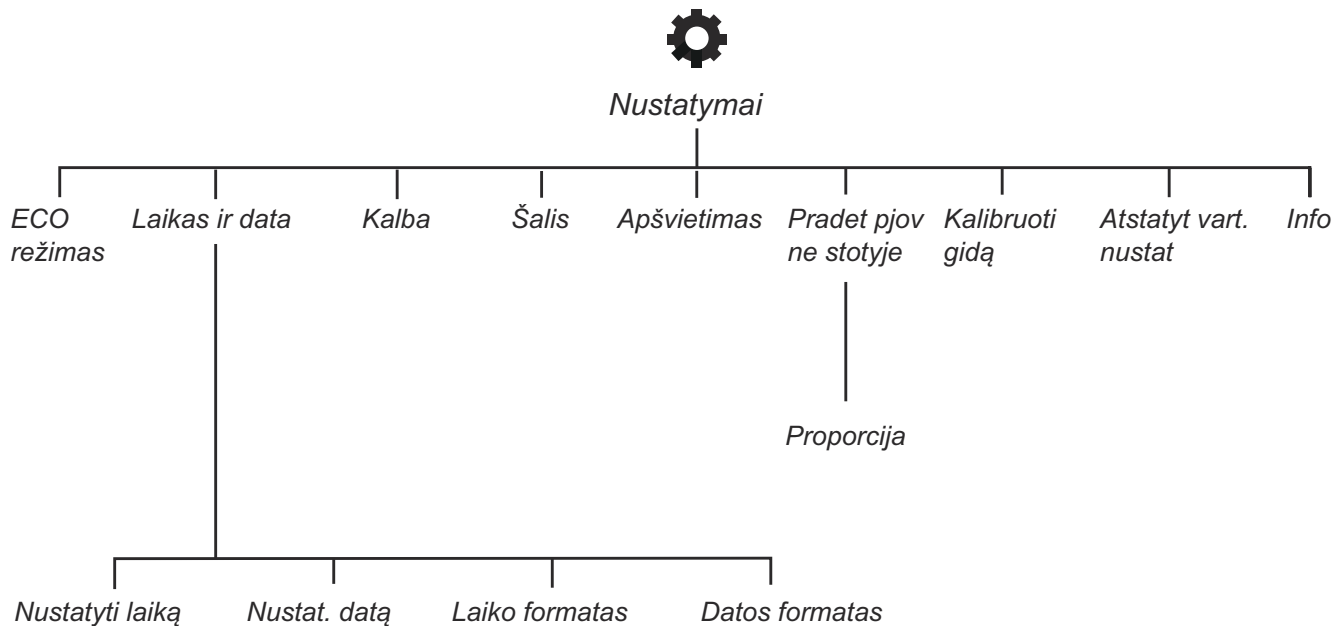 Nustatymai
ECO
režimas
Laikas ir data
Kalba
Šalis
Apšvietimas
Pradet pjov
ne stotyje
Kalibruoti
gidą
Atstatyt vart.
nustat
Info
Proporcija
Nustatyti laiką
Nustat. datą
Laiko formatas
Datos formatas